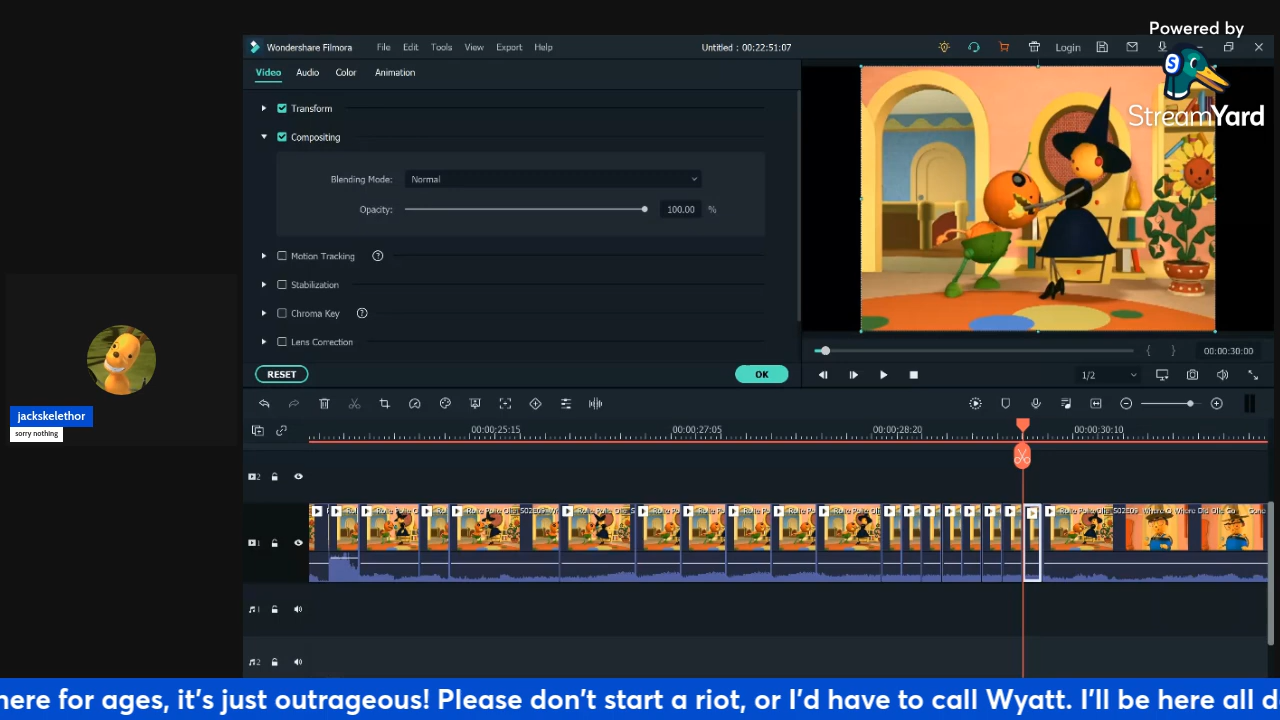 Powered by
StreamYard
Wondershare Filmora
File Edit Tools View Export Help
Untitled : 00:22:51:07
Login
Video Audio Color Animation
Transform
Compositing
Blending Mode: Normal
Opacity: 100.00 %
Motion Tracking
Stabilization
Chroma Key
Lens Correction
RESET
OK
00:00:30:00
1/2
jackskelethor
sorry nothing
00:00:25:15 00:00:27:05 00:00:28:20 00:00:30:10
2
1
1
2
here for ages, it's just outrageous! Please don't start a riot, or I'd have to call Wyatt. I'll be here all d